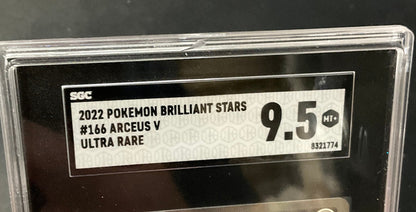 SGC
2022 POKEMON BRILLIANT STARS
#166 ARCEUS V
ULTRA RARE
9.5 MT+
8321774